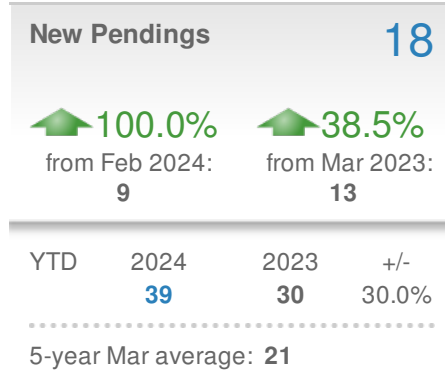 New Pendings 18
100.0% 38.5%
from Feb 2024: from Mar 2023:
9 13
YTD 2024 2023 +/-
39 30 30.0%
5-year Mar average: 21